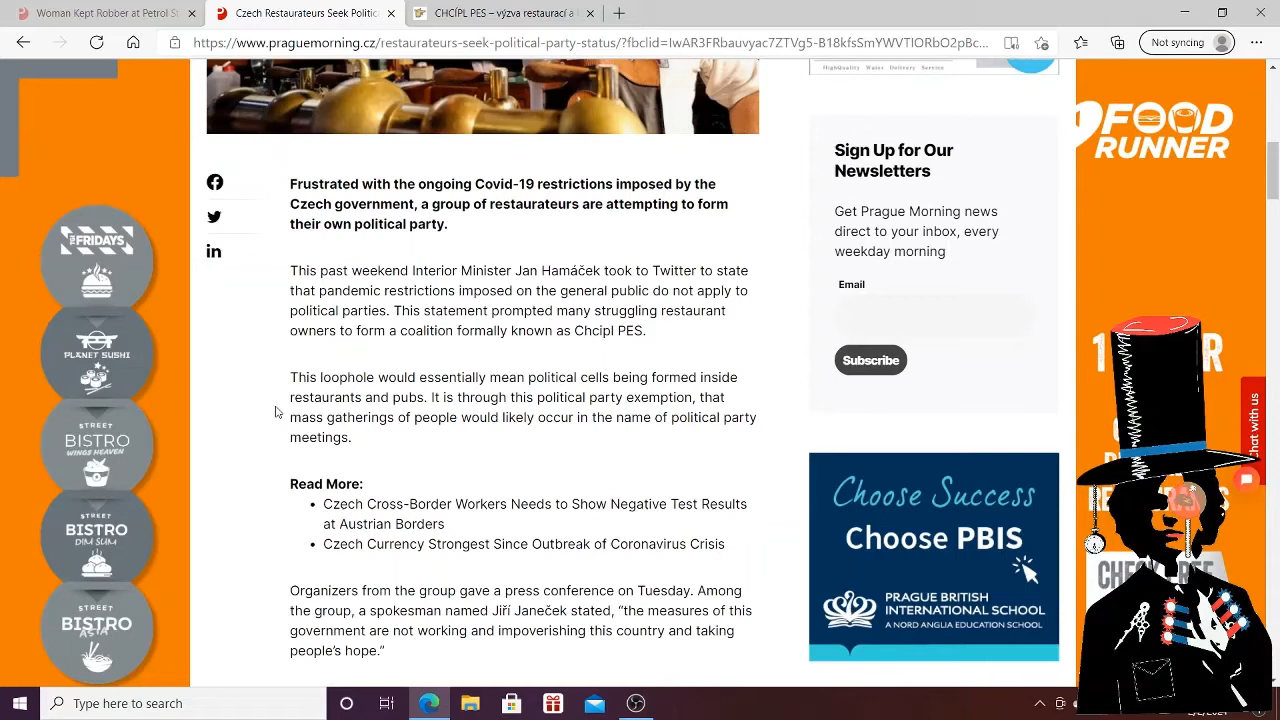 Woman Kept Robber at Petrol St
Czech Restaurateurs Seek Politic
CHCÍPL PES – výzva restaurací a
https://www.praguemorning.cz/restaurateurs-seek-political-party-status/?fbclid=IwAR3FRbauvyac7ZTVg5-B18kfsSmYWVTIORbO2pBc...
Not syncing
HighQuality Water Delivery Service
FOOD
RUNNER
Sign Up for Our
Newsletters
Get Prague Morning news
direct to your inbox, every
weekday morning
Email
Subscribe
Chat with us
FRIDAYS
PLANET SUSHI
STREET
BISTRO
WINGS HEAVEN
STREET
BISTRO
DIM SUM
STREET
BISTRO
ASIA
Frustrated with the ongoing Covid-19 restrictions imposed by the
Czech government, a group of restaurateurs are attempting to form
their own political party.
This past weekend Interior Minister Jan Hamáček took to Twitter to state
that pandemic restrictions imposed on the general public do not apply to
political parties. This statement prompted many struggling restaurant
owners to form a coalition formally known as Chcipl PES.
This loophole would essentially mean political cells being formed inside
restaurants and pubs. It is through this political party exemption, that
mass gatherings of people would likely occur in the name of political party
meetings.
Read More:
• Czech Cross-Border Workers Needs to Show Negative Test Results
at Austrian Borders
• Czech Currency Strongest Since Outbreak of Coronavirus Crisis
Organizers from the group gave a press conference on Tuesday. Among
the group, a spokesman named Jiří Janeček stated, “the measures of this
government are not working and impoverishing this country and taking
people’s hope.”
Choose Success
Choose PBIS
PRAGUE BRITISH
INTERNATIONAL SCHOOL
A NORD ANGLIA EDUCATION SCHOOL
Type here to search